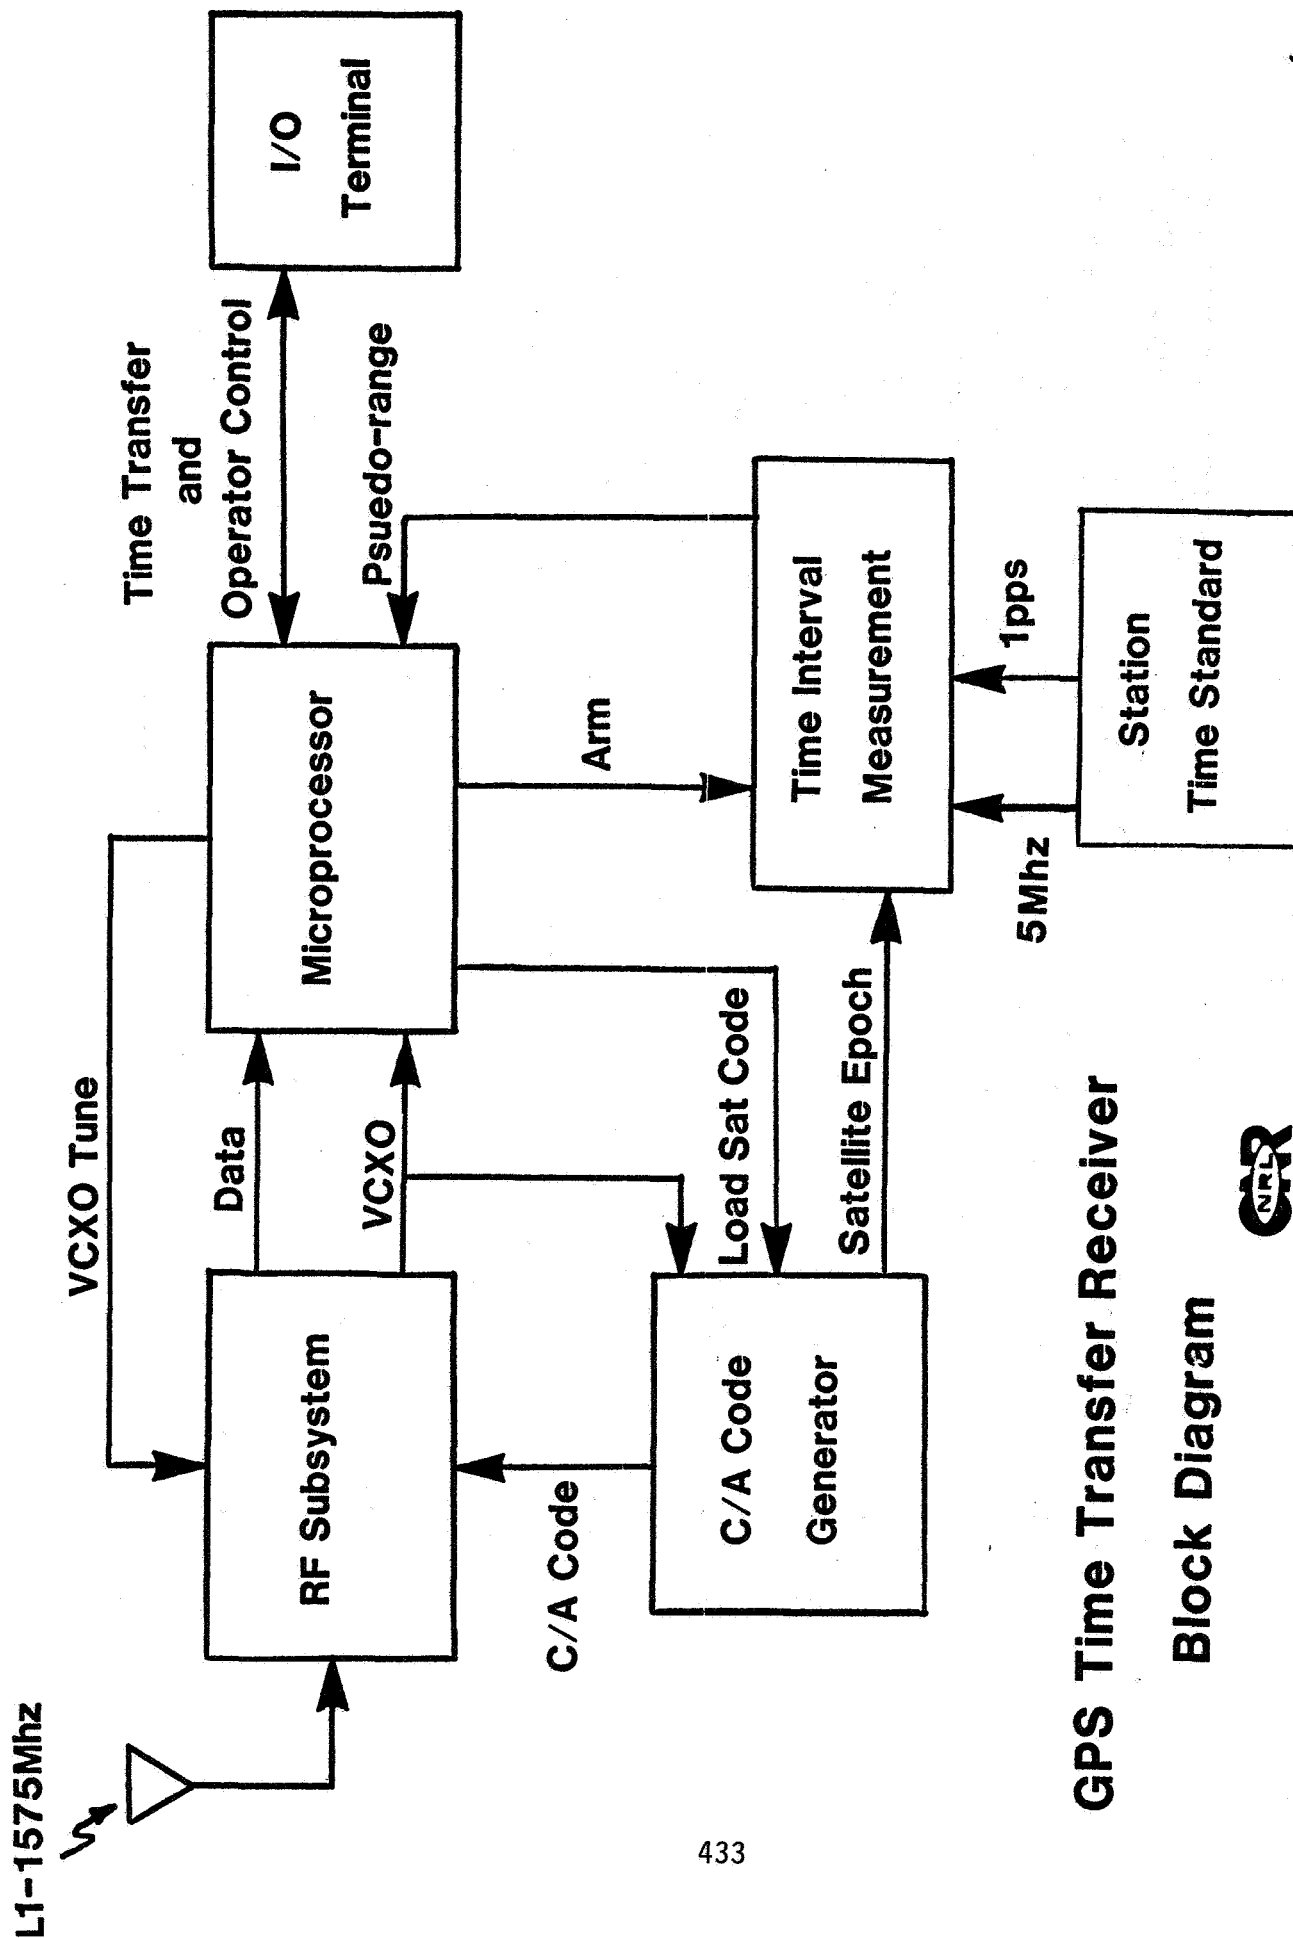 L1-1575Mhz
VCXO Tune
Time Transfer
and
Operator Control
RF Subsystem
Data
VCXO
Microprocessor
I/O
Terminal
Psuedo-range
C/A Code
Arm
C/A Code
Generator
Load Sat Code
Satellite Epoch
Time Interval
Measurement
5Mhz
1pps
Station
Time Standard
GPS Time Transfer Receiver
Block Diagram
NRL
433